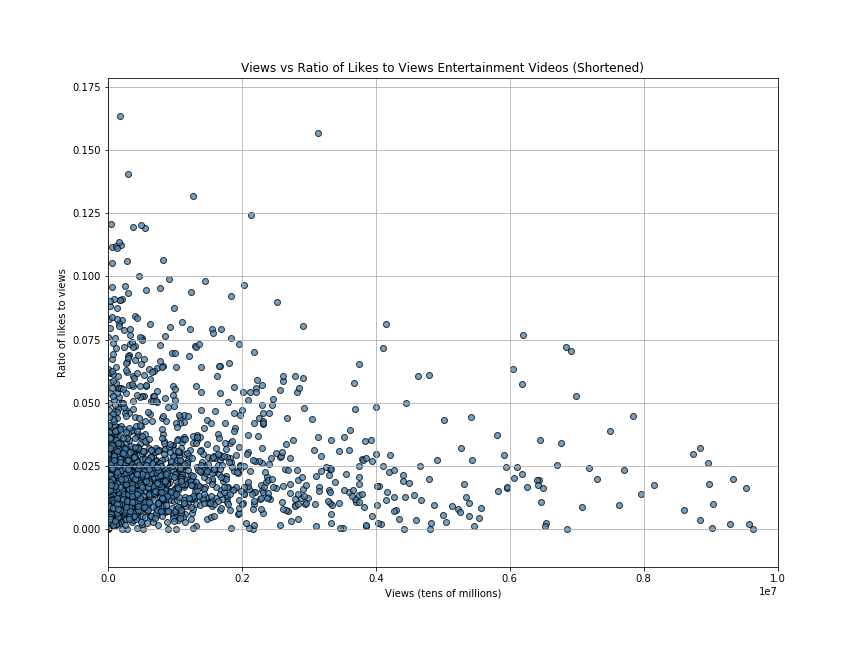 Views vs Ratio of Likes to Views Entertainment Videos (Shortened)
0.175
0.150
0.125
0.100
0.075
0.050
0.025
0.000
Ratio of likes to views
0.0 0.2 0.4 0.6 0.8 1.0
1e7
Views (tens of millions)